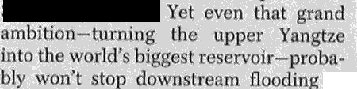 Yet even that grand
ambition—turning the upper Yangtze
into the world's biggest reservoir—proba-
bly won't stop downstream flooding